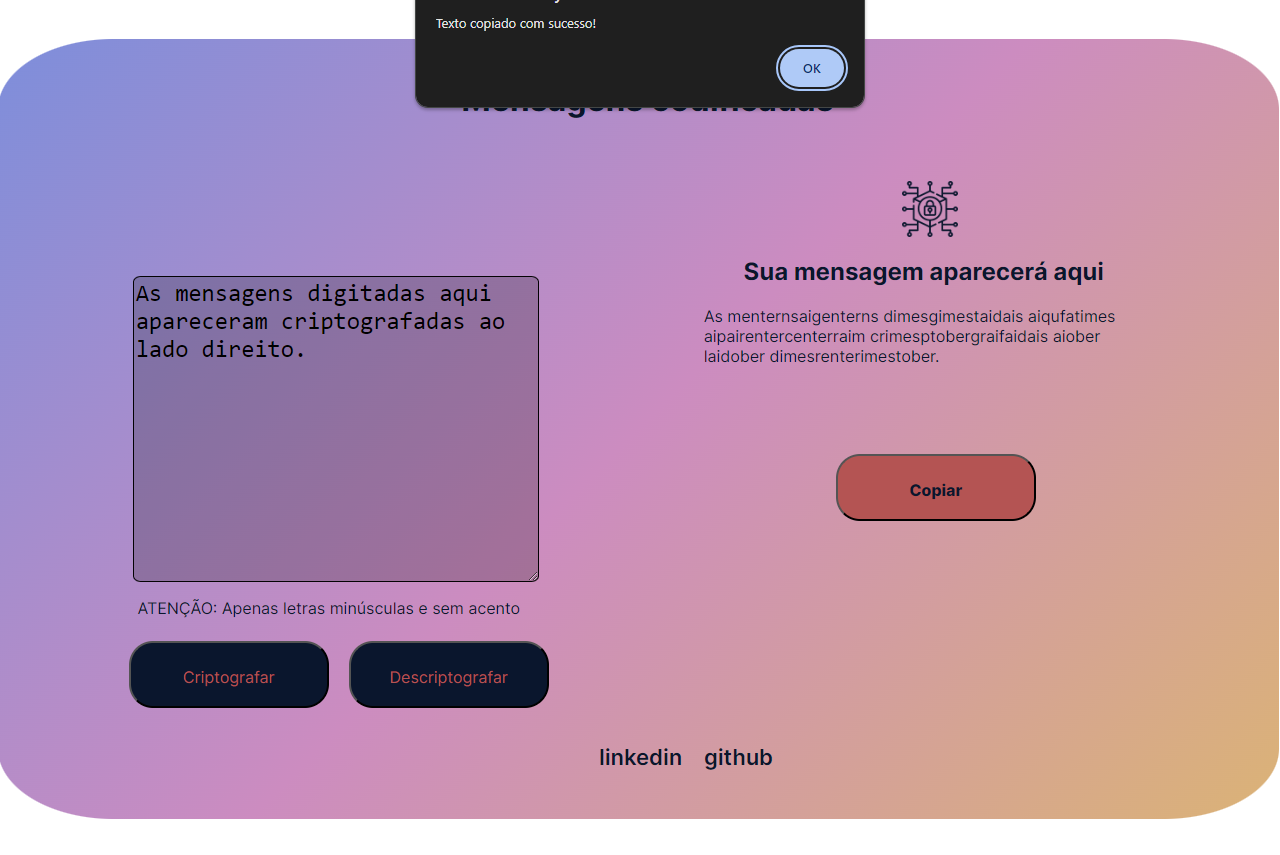 Texto copiado com sucesso!
OK
As mensagens digitadas aqui
apareceram criptografadas ao
lado direito.
ATENÇÃO: Apenas letras minúsculas e sem acento
Criptografar
Descriptografar
Sua mensagem aparecerá aqui
As menternsaigenterns dimesgimestaidais aiqufatimes
aipairentercenterraim crimesptobergraifaidais aiober
laidober dimesrenterimestober.
Copiar
linkedin
github